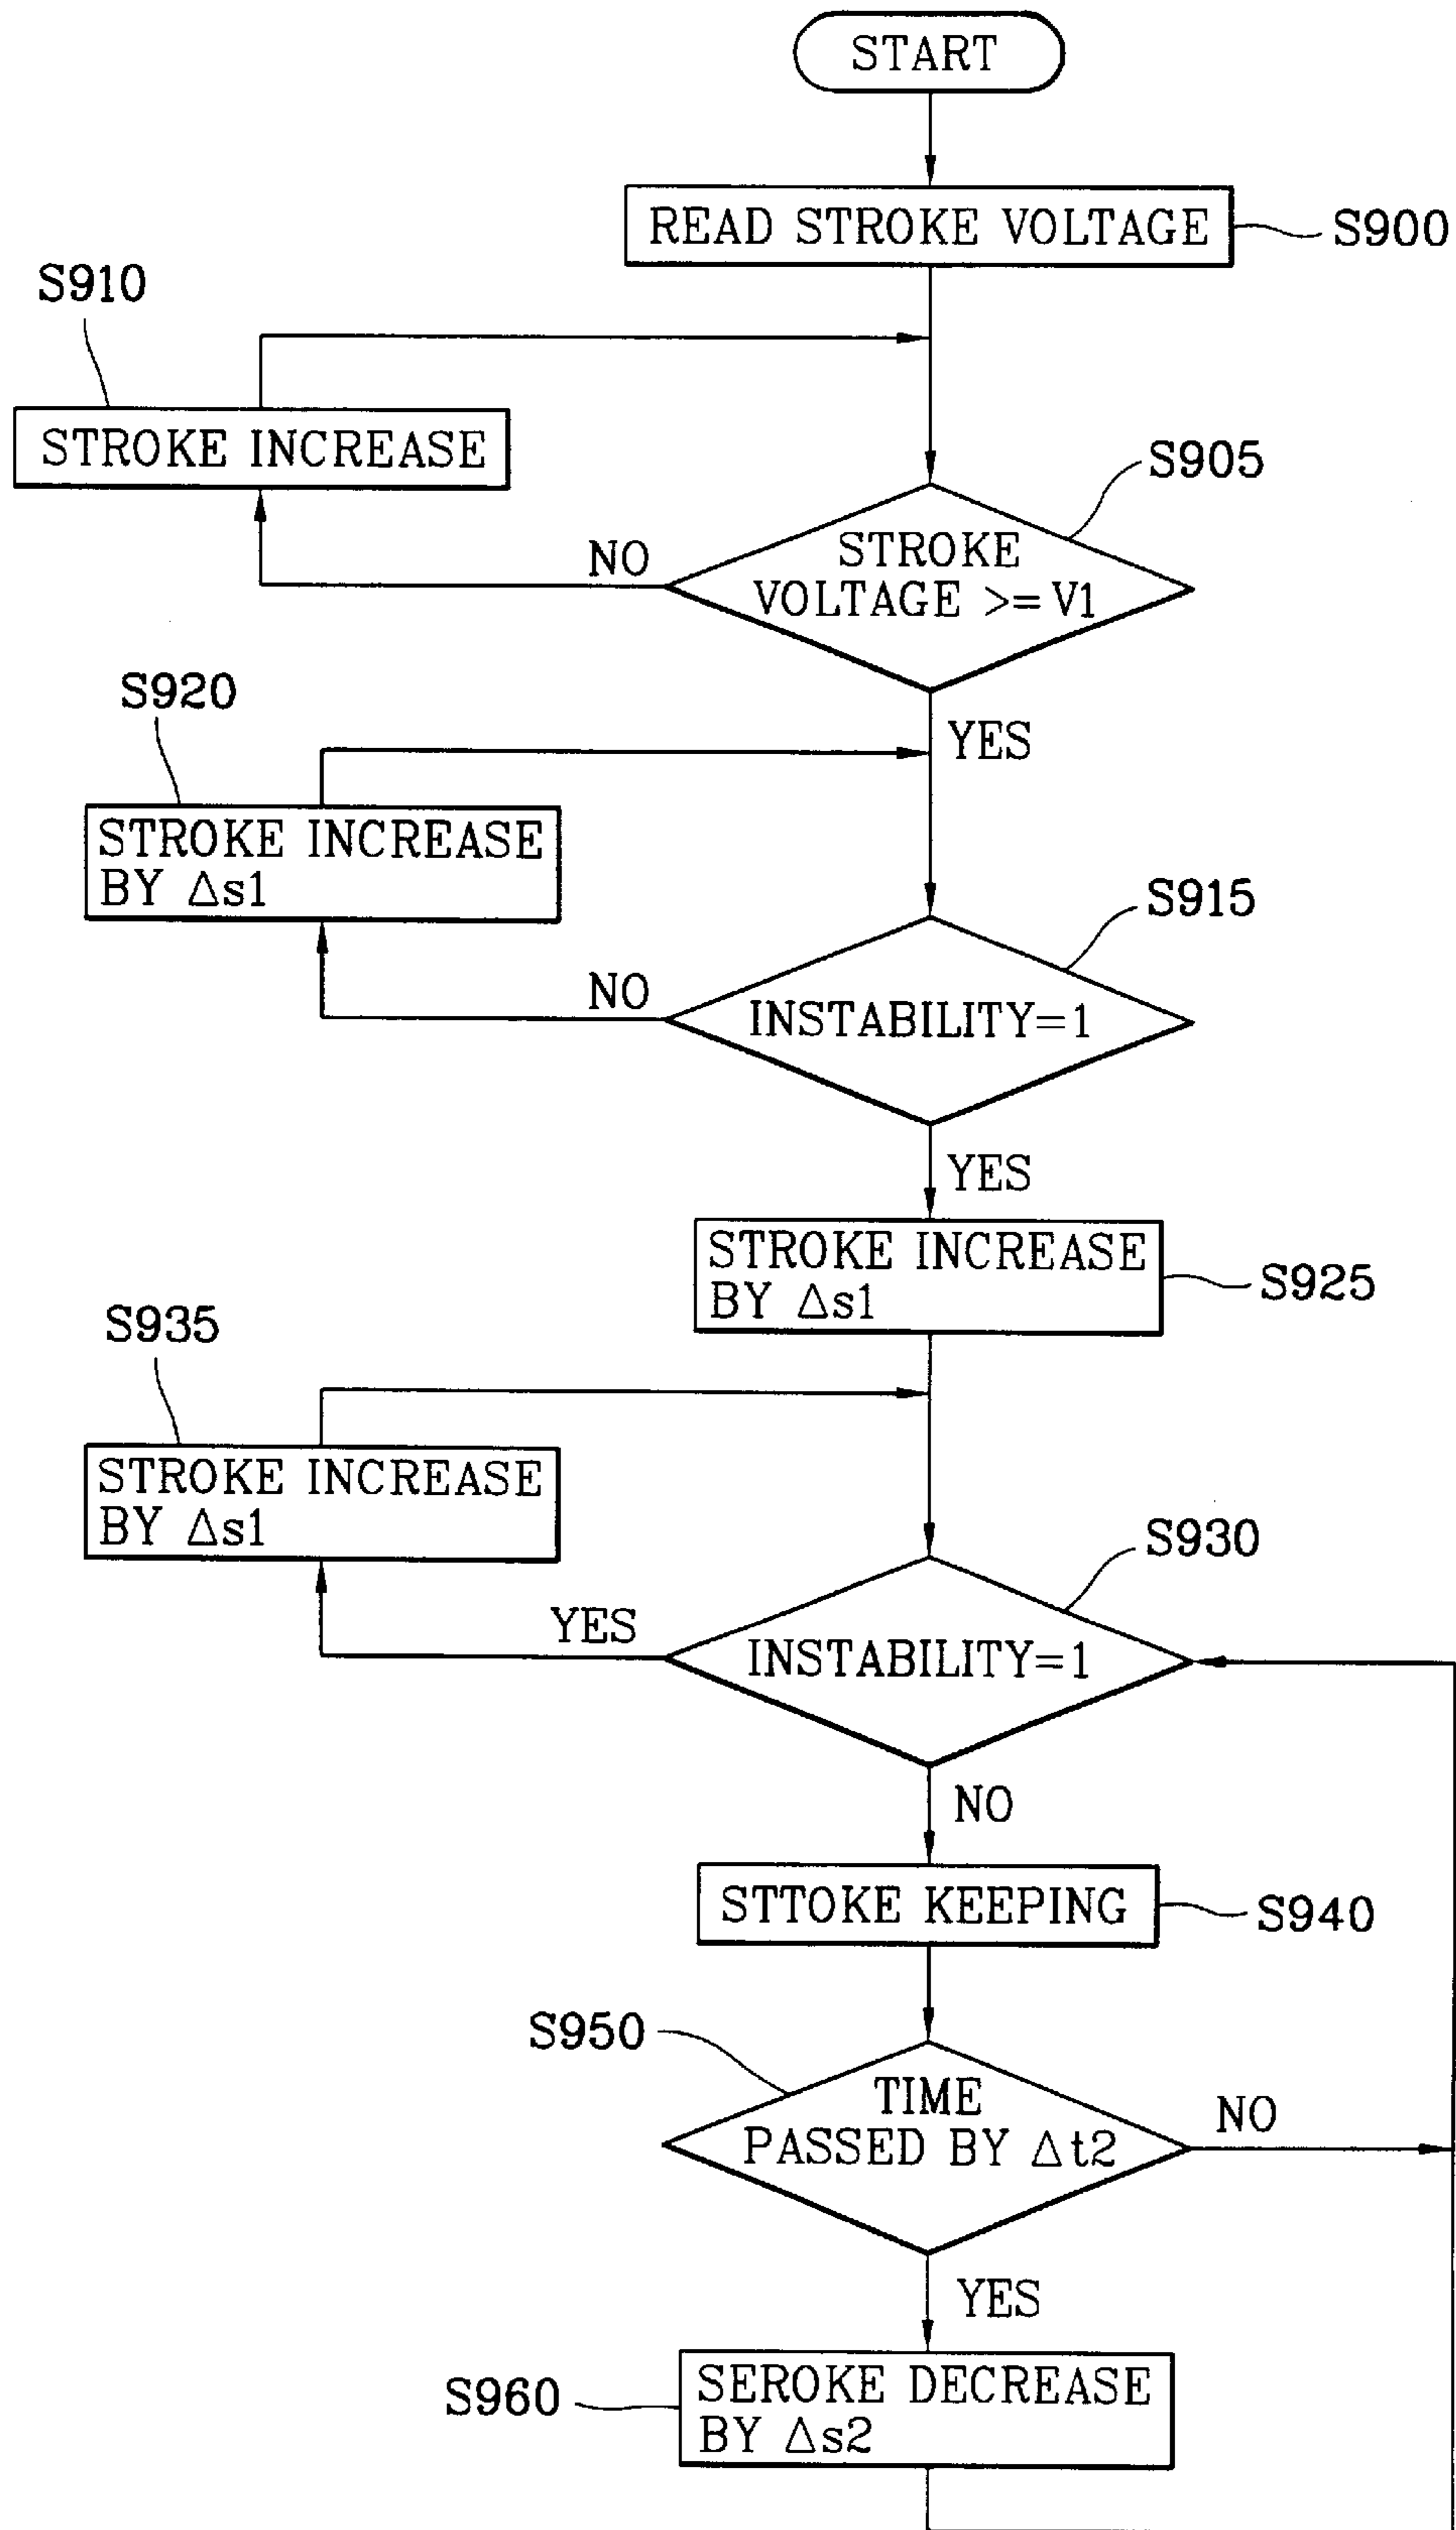 START
READ STROKE VOLTAGE
S900
S910
STROKE INCREASE
S905
STROKE
VOLTAGE >= V1
NO
YES
S920
STROKE INCREASE
BY Δs1
S915
INSTABILITY=1
NO
YES
STROKE INCREASE
BY Δs1
S925
S935
STROKE INCREASE
BY Δs1
S930
INSTABILITY=1
YES
NO
STTOKE KEEPING
S940
S950
TIME
PASSED BY Δt2
NO
YES
SEROKE DECREASE
BY Δs2
S960